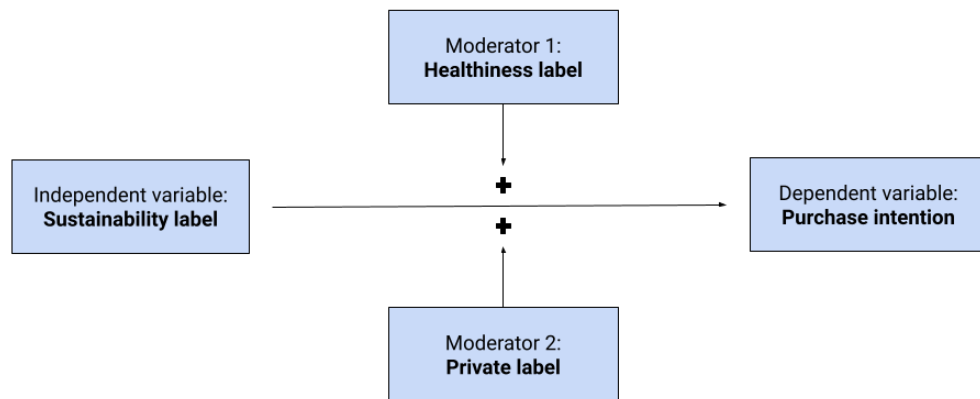 Moderator 1:
Healthiness label
Independent variable:
Sustainability label
Dependent variable:
Purchase intention
Moderator 2:
Private label